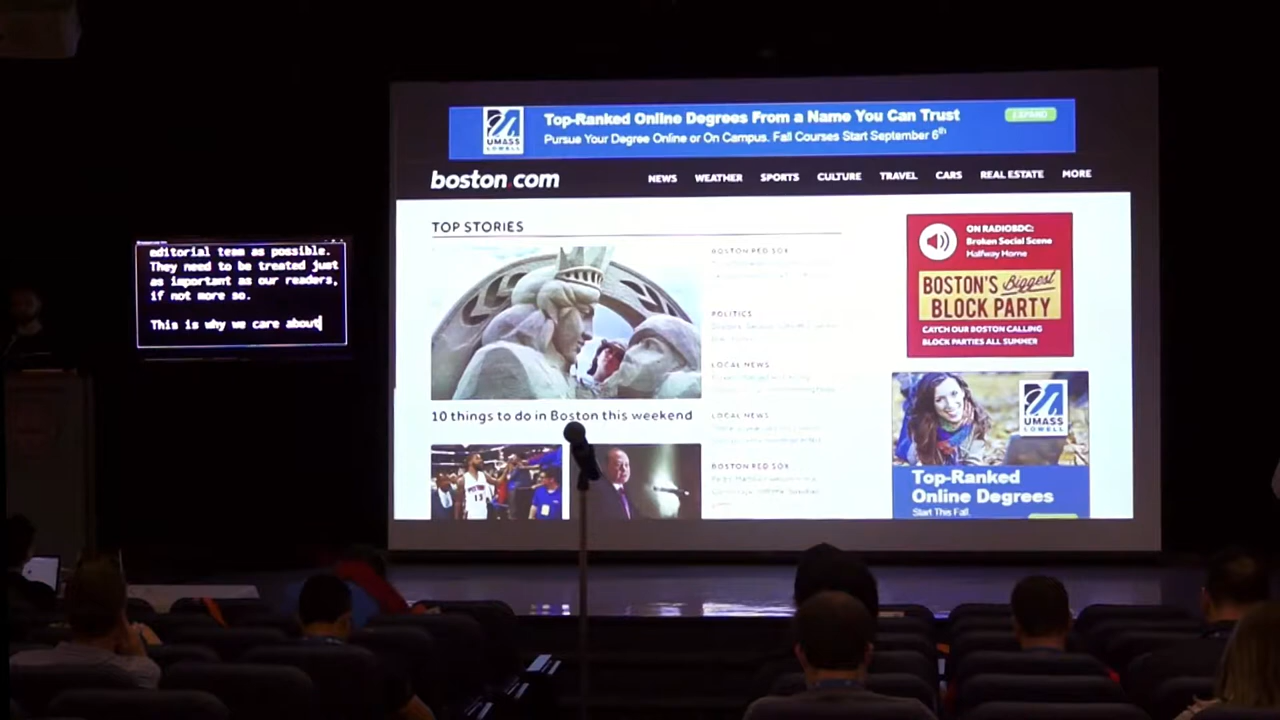 editorial team as possible.
They need to be treated just
as important as our readers,
if not more so.
This is why we care about
UMASS
LOWELL
Top-Ranked Online Degrees From a Name You Can Trust
Pursue Your Degree Online or On Campus. Fall Courses Start September 6th
EXPAND
boston.com
NEWS WEATHER SPORTS CULTURE TRAVEL CARS REAL ESTATE MORE
TOP STORIES
10 things to do in Boston this weekend
PISTONS
13
BOSTON RED SOX
POLITICS
LOCAL NEWS
LOCAL NEWS
BOSTON RED SOX
ON RADIOBDC:
Broken Social Scene
Halfway Home
BOSTON'S Biggest
BLOCK PARTY
CATCH OUR BOSTON CALLING
BLOCK PARTIES ALL SUMMER
UMASS
LOWELL
Top-Ranked
Online Degrees
Start This Fall.